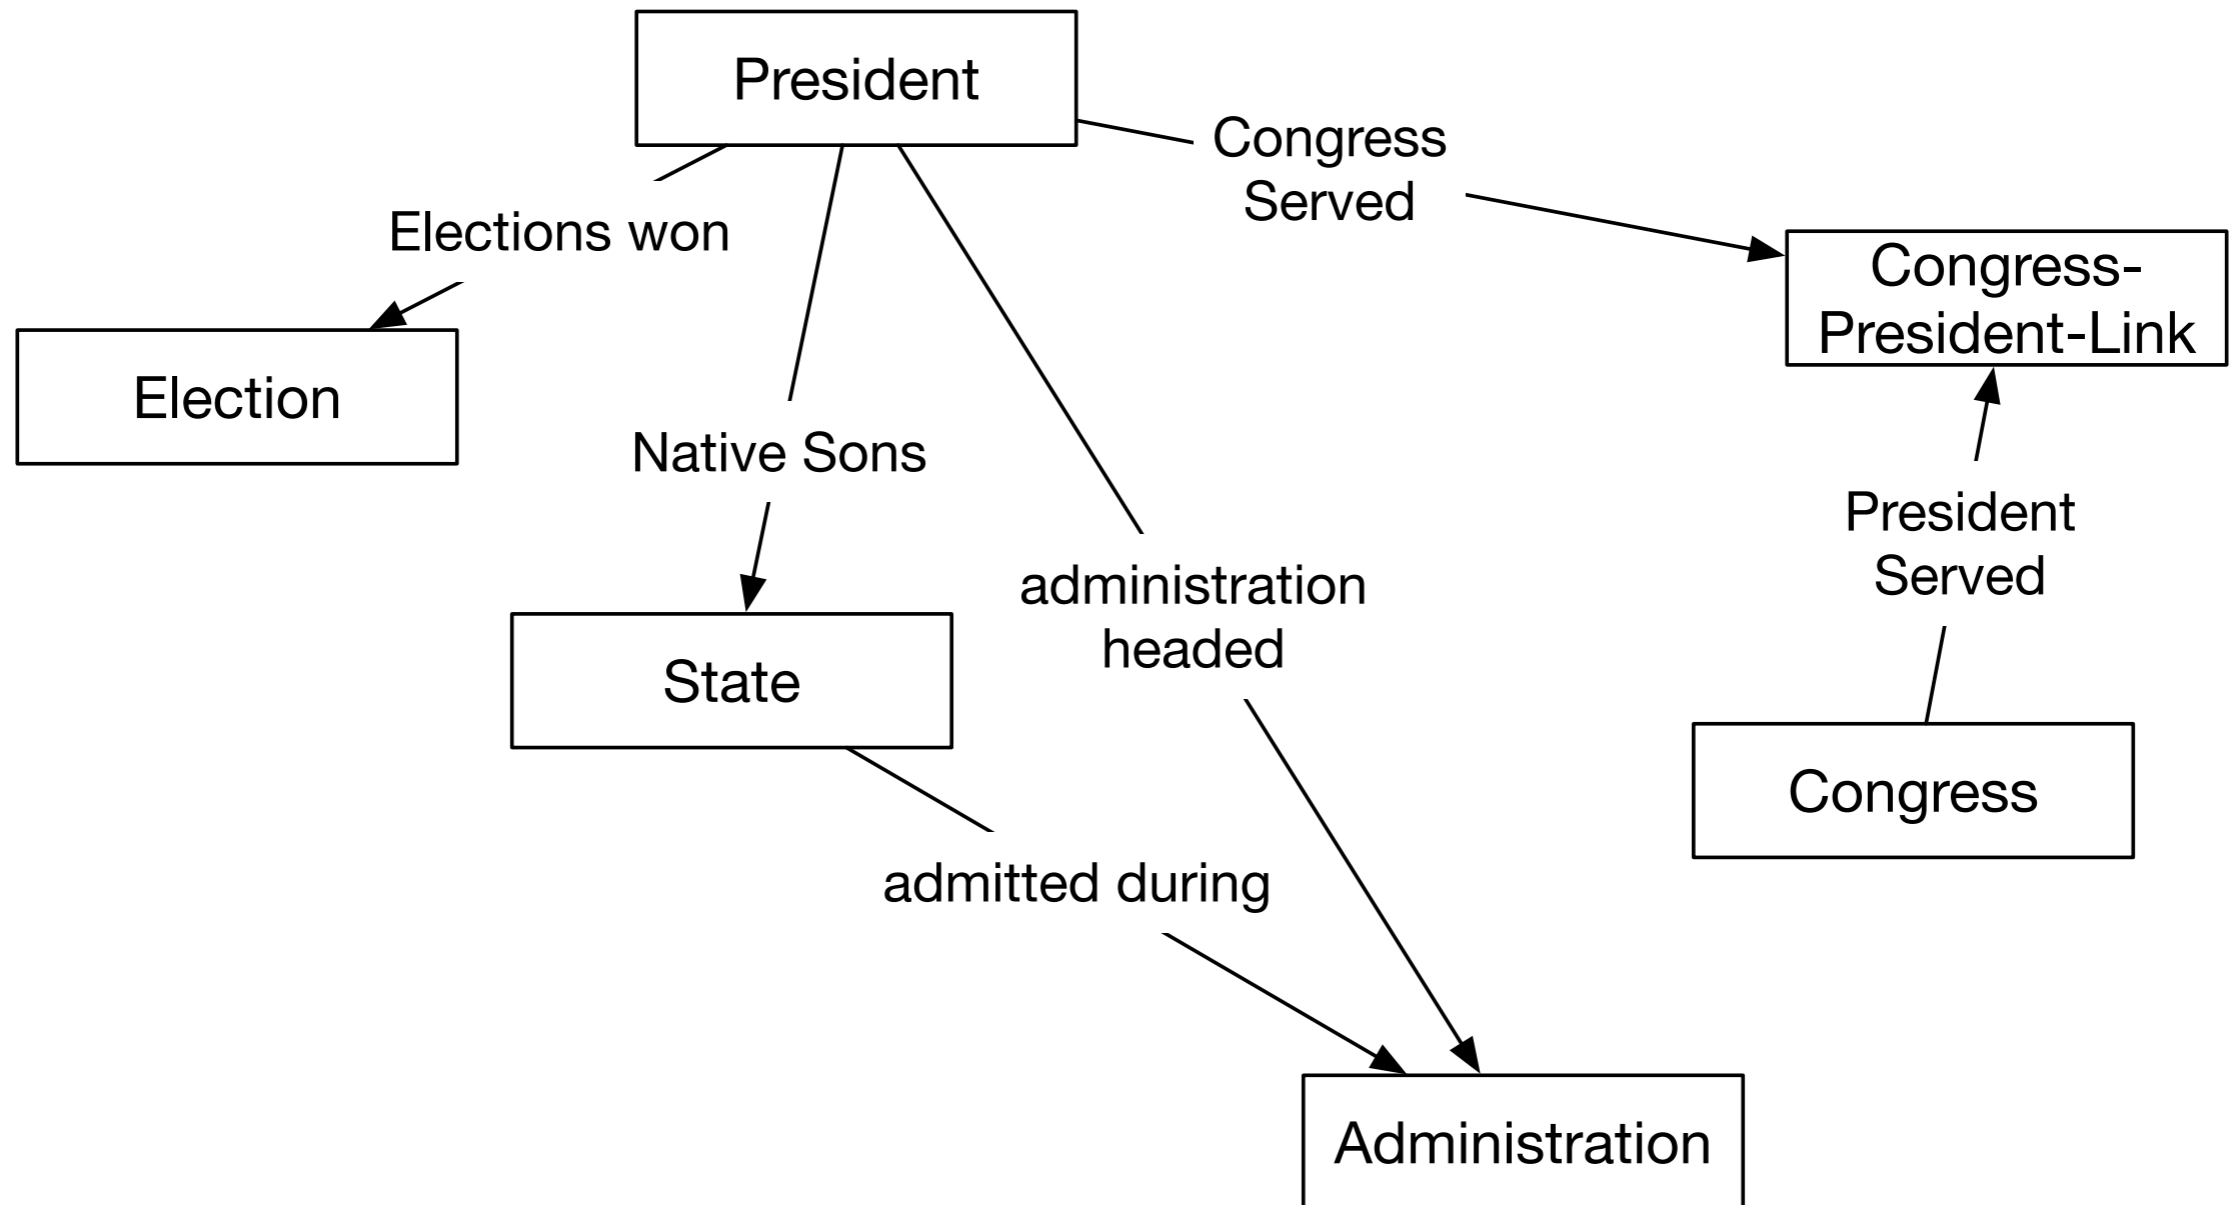 President
Congress
Served
Elections won
Congress-
President-Link
Election
Native Sons
President
Served
administration
headed
State
Congress
admitted during
Administration